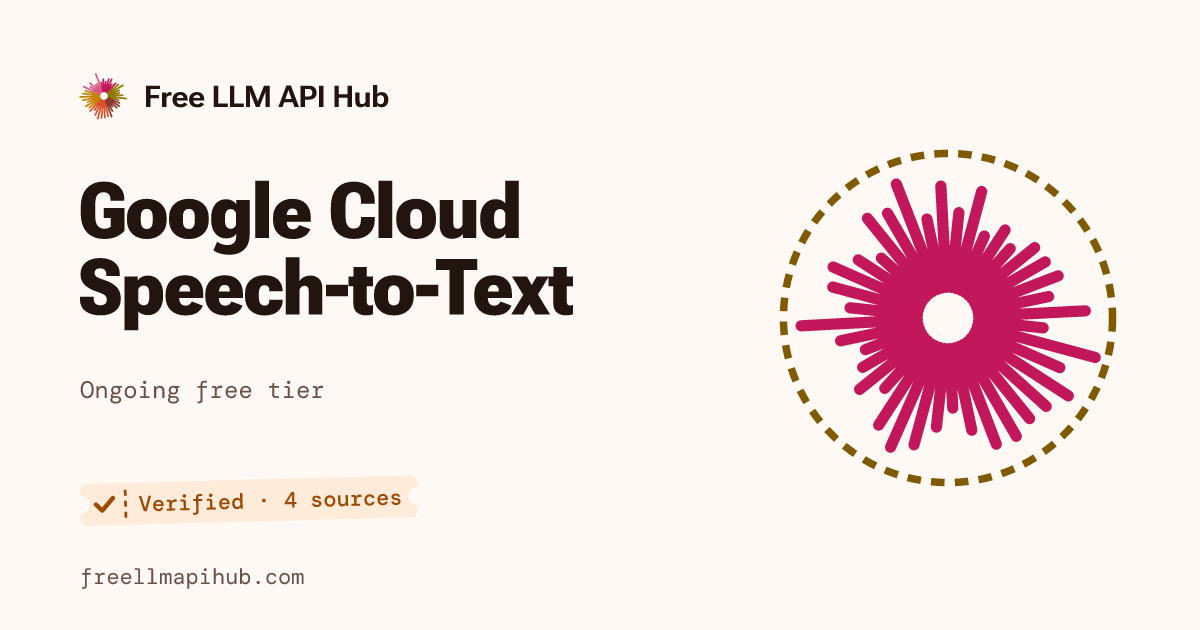 Free LLM API Hub
Google Cloud
Speech-to-Text
Ongoing free tier
Verified · 4 sources
freellmapihub.com